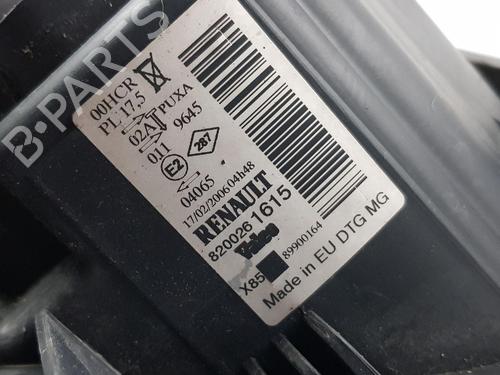 B-PARTS
00HCR
PL 17,5
02A PUXA
011 9645
E2 287
04065
17/02/2006 04h48
RENAULT
820026 1615
Valeo
X85 89900164
Made in EU DTG MG